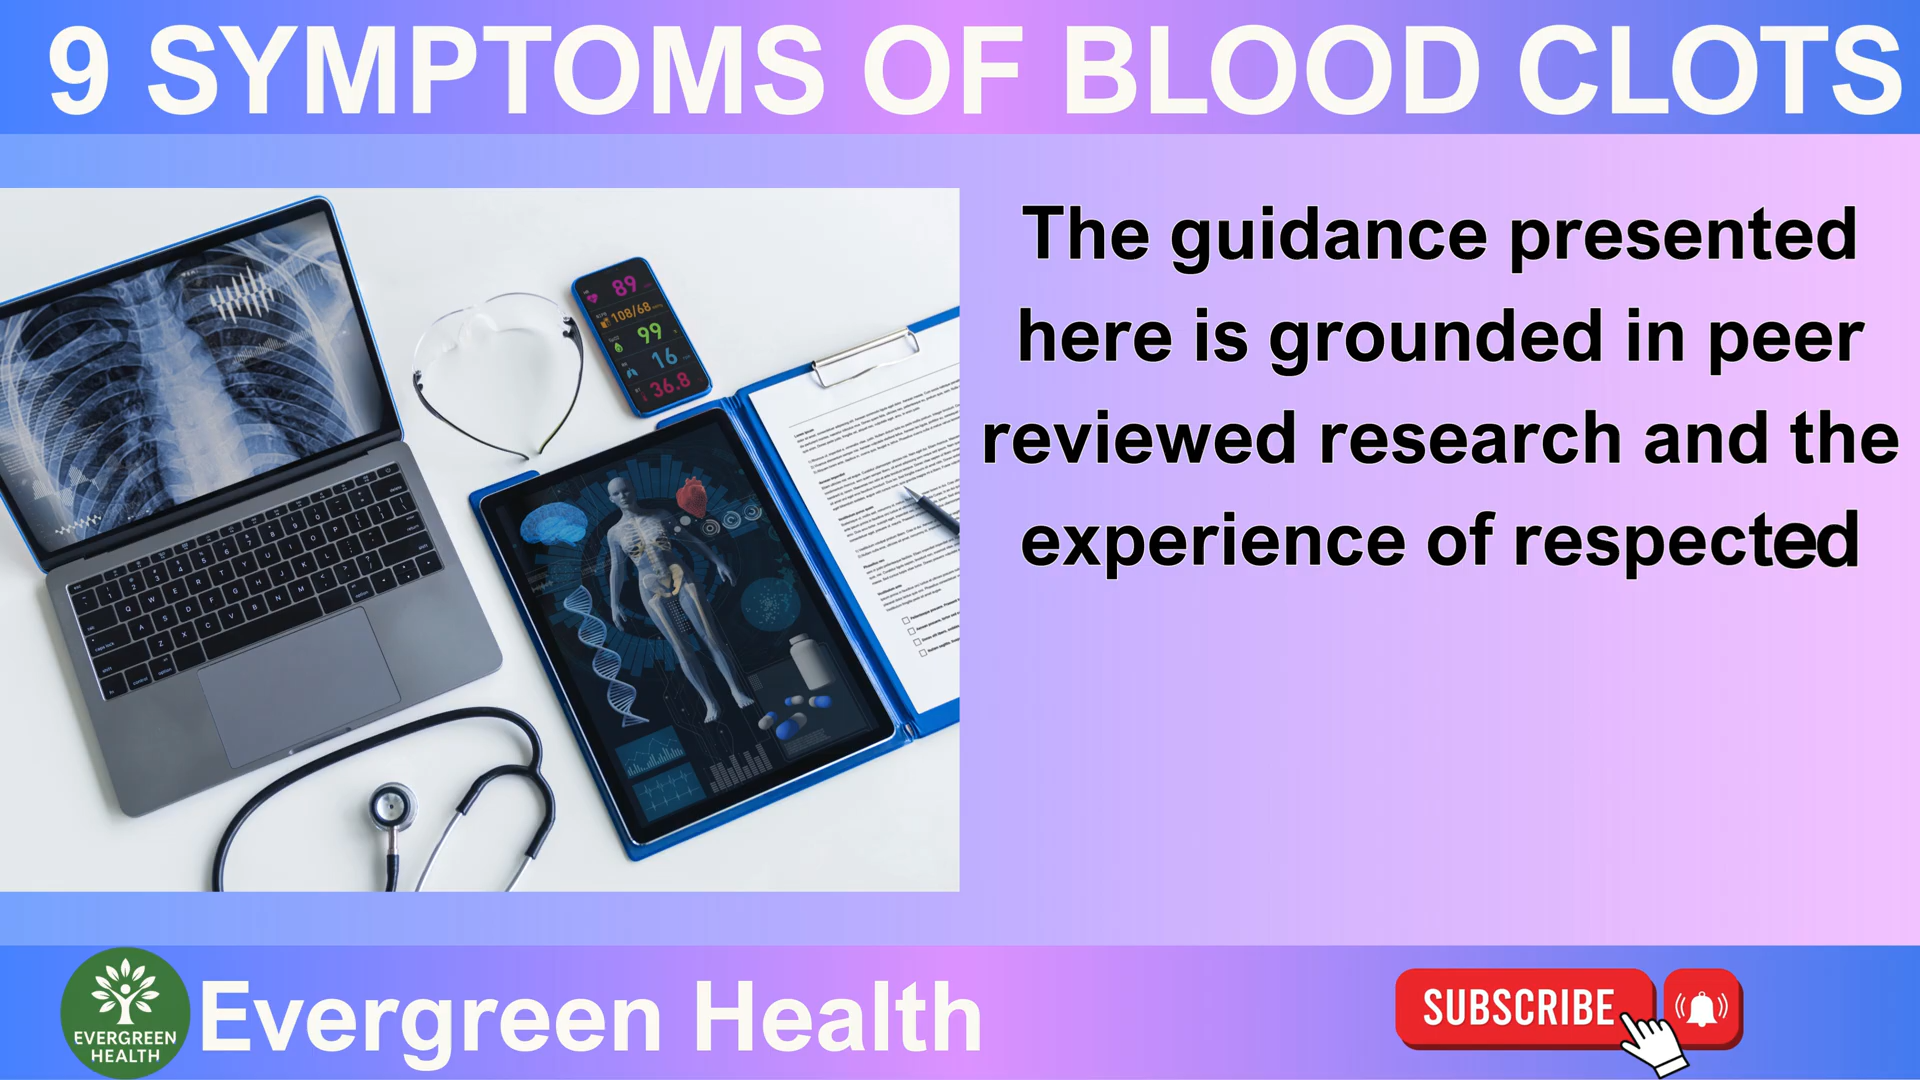 9 SYMPTOMS OF BLOOD CLOTS
The guidance presented
here is grounded in peer
reviewed research and the
experience of respected
89
108/68
99
16
36.8
EVERGREEN
HEALTH
Evergreen Health
SUBSCRIBE